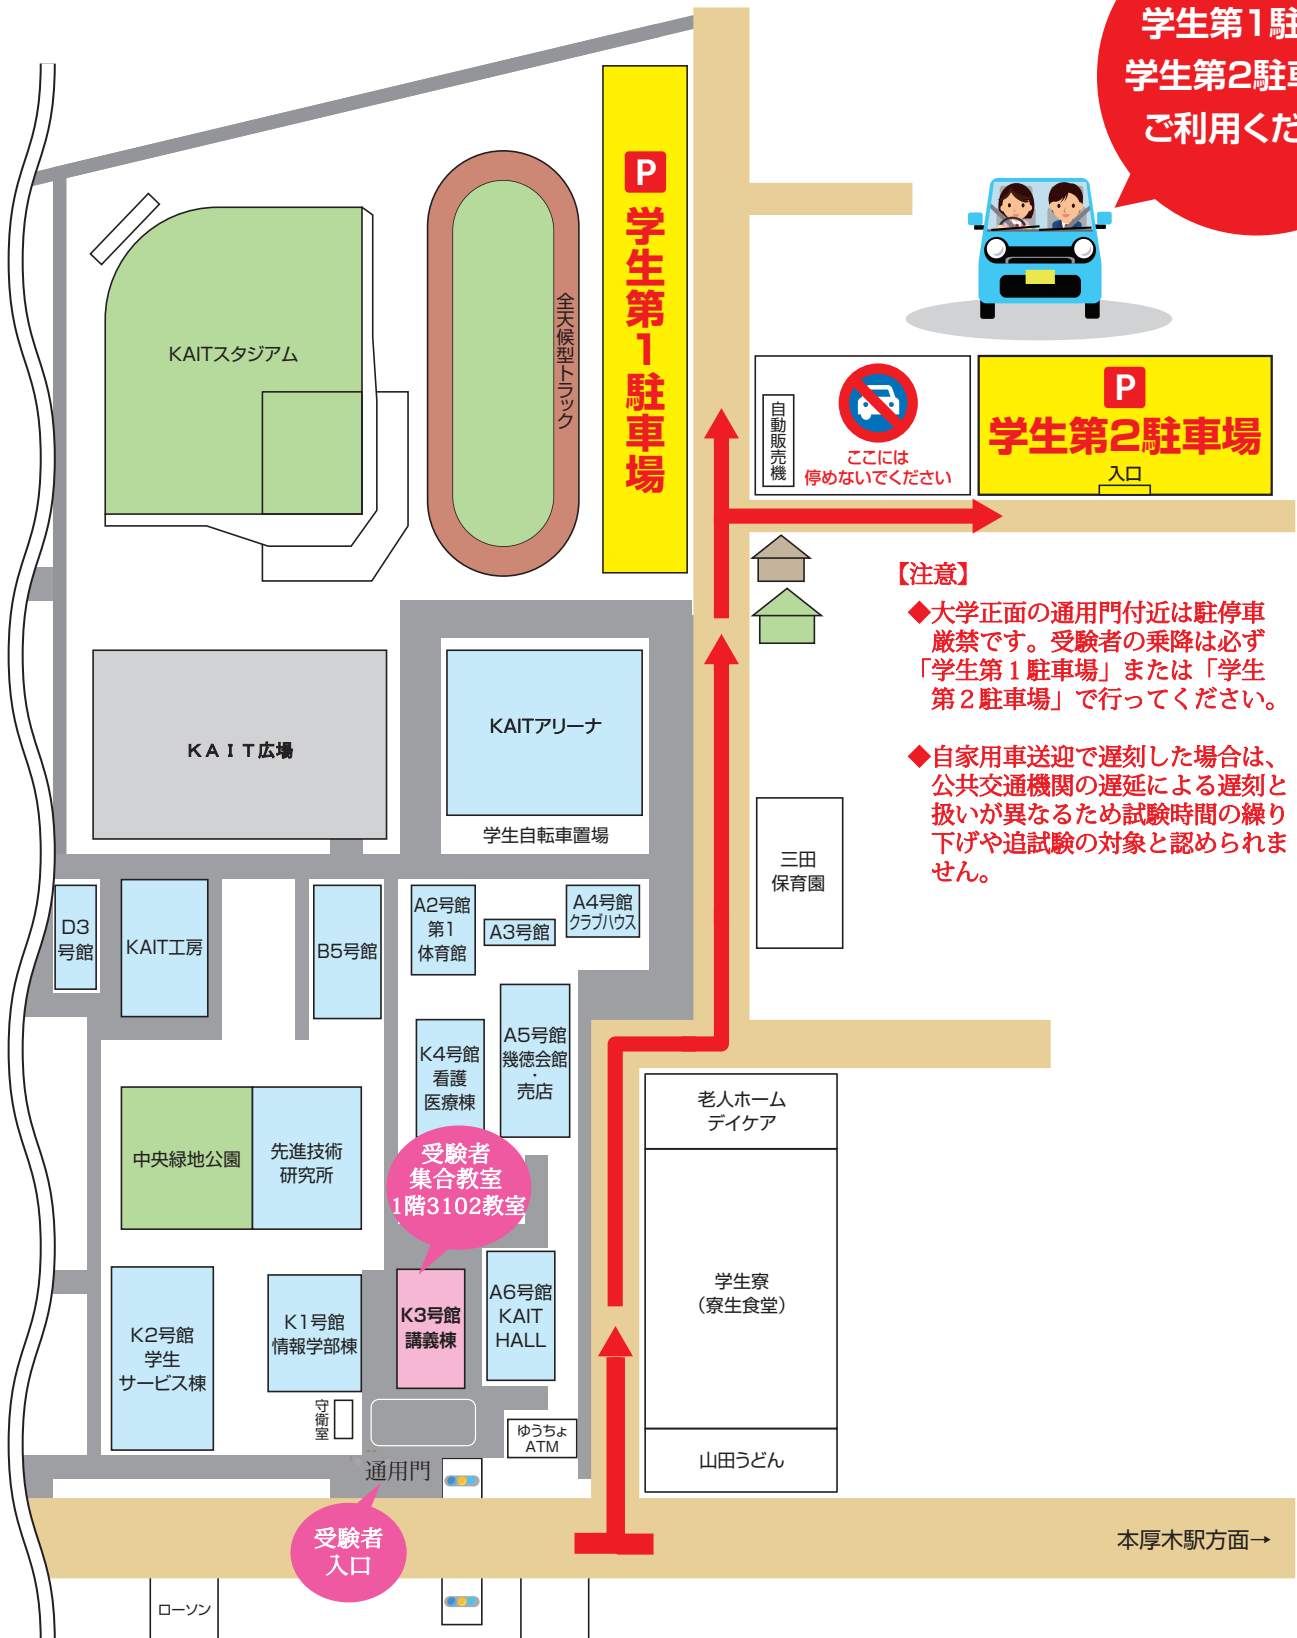 学生第1駐
学生第2駐車
ご利用くだ
P
学生第1駐車場
全天候型トラック
KAITスタジアム
自動販売機
ここには
停めないでください
P
学生第2駐車場
入口
【注意】
◆大学正面の通用門付近は駐停車
厳禁です。受験者の乗降は必ず
「学生第1駐車場」または「学生
第2駐車場」で行ってください。
◆自家用車送迎で遅刻した場合は、
公共交通機関の遅延による遅刻と
扱いが異なるため試験時間の繰り
下げや追試験の対象と認められま
せん。
KAITアリーナ
KAIT広場
学生自転車置場
三田
保育園
D3
号館
KAIT工房
B5号館
A2号館
第1
体育館
A3号館
A4号館
クラブハウス
K4号館
看護
医療棟
A5号館
幾徳会館
・
売店
老人ホーム
デイケア
中央緑地公園
先進技術
研究所
受験者
集合教室
1階3102教室
学生寮
（寮生食堂）
K2号館
学生
サービス棟
K1号館
情報学部棟
K3号館
講義棟
A6号館
KAIT
HALL
守衛室
ゆうちょ
ATM
山田うどん
通用門
受験者
入口
本厚木駅方面→
ローソン